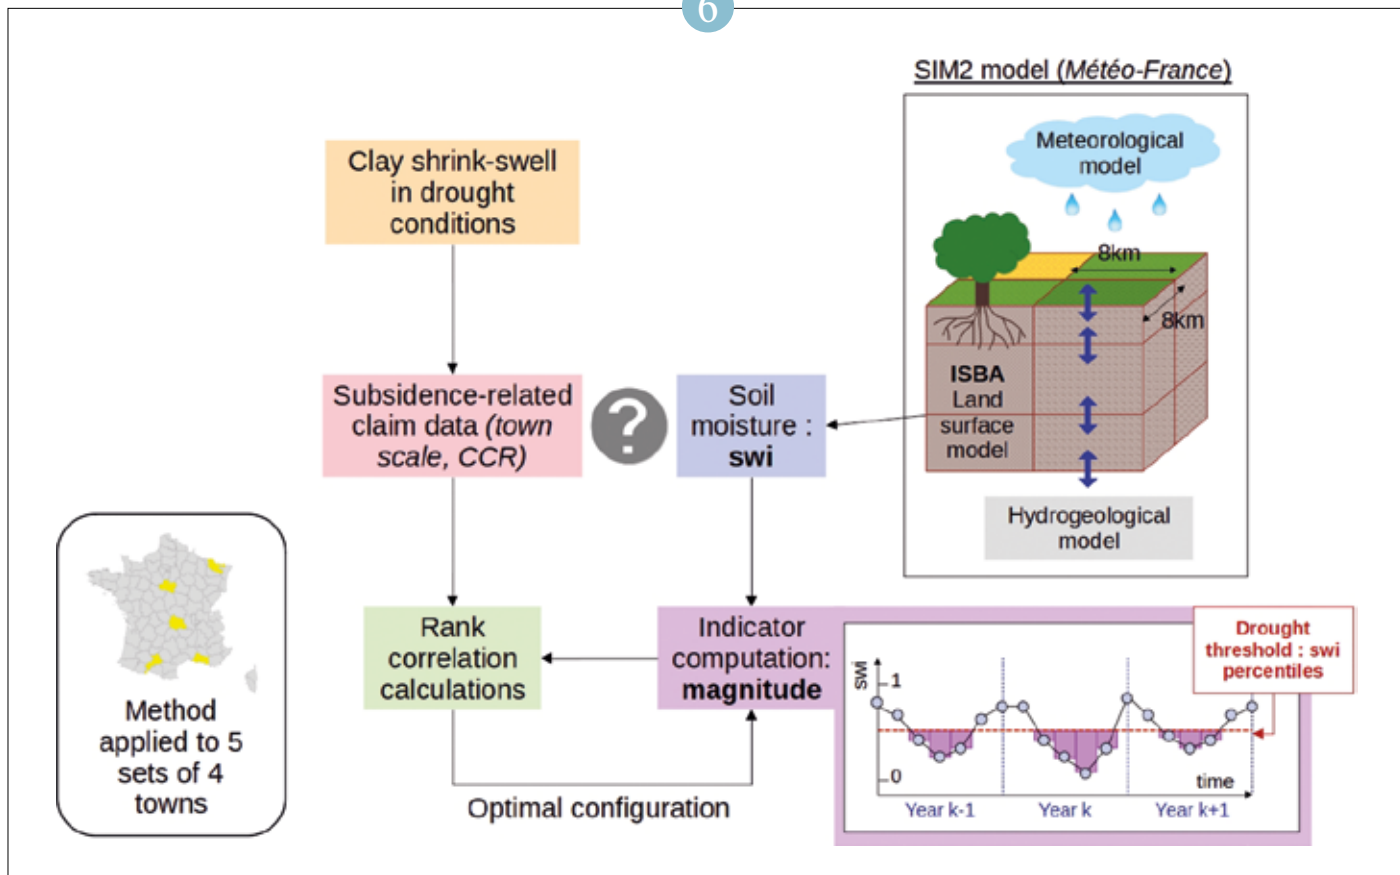 6
SIM2 model (Météo-France)
Meteorological
model
8km
8km
ISBA
Land
surface
model
Hydrogeological
model
Clay shrink-swell
in drought
conditions
Subsidence-related
claim data (town
scale, CCR)
?
Soil
moisture :
swi
Rank
correlation
calculations
Indicator
computation:
magnitude
Optimal configuration
Method
applied to 5
sets of 4
towns
Drought
threshold : swi
percentiles
swi
1
0
time
Year k-1
Year k
Year k+1